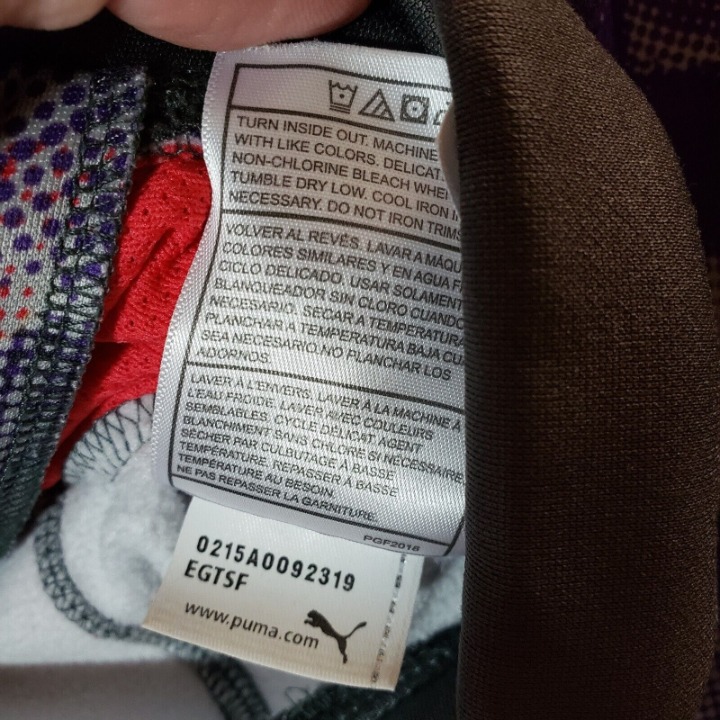 TURN INSIDE OUT. MACHINE
WITH LIKE COLORS. DELICAT
NON-CHLORINE BLEACH WHE
TUMBLE DRY LOW. COOL IRON I
NECESSARY. DO NOT IRON TRIMS
VOLVER AL REVÉS. LAVAR A MÁQU
COLORES SIMILARES Y EN AGUA F
CICLO DELICADO. USAR SOLAMENT
BLANQUEADOR SIN CLORO CUANDO
NECESARIO. SECAR A TEMPERATURA
PLANCHAR A TEMPERATURA BAJA CU
SEA NECESARIO.NO PLANCHAR LOS
ADORNOS.
LAVER À L'ENVERS. LAVER À LA MACHINE À
L'EAU FROIDE, LAVER AVEC COULEURS
SEMBLABLES. CYCLE DÉLICAT AGENT
BLANCHIMENT SANS CHLORE SI NÉCESSAIRE
SÉCHER PAR CULBUTAGE À BASSE
TEMPÉRATURE. REPASSER À BASSE
TEMPÉRATURE AU BESOIN.
NE PAS REPASSER LA GARNITURE.
PGF2016
0215A0092319
EGTSF
www.puma.com